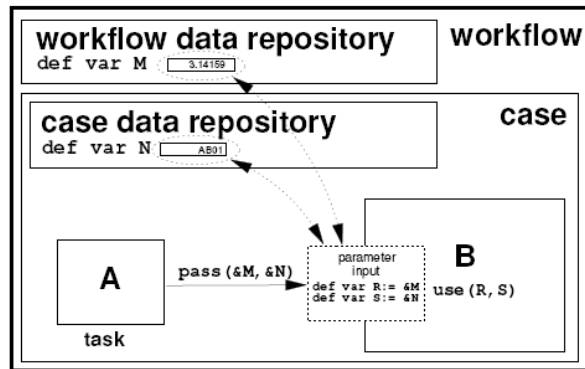 workflow data repository
workflow
def var M 3.14159
case data repository
case
def var N AB01
A
pass(&M,&N)
task
parameter
input
def var R:= &M
def var S:= &N
B
use(R,S)